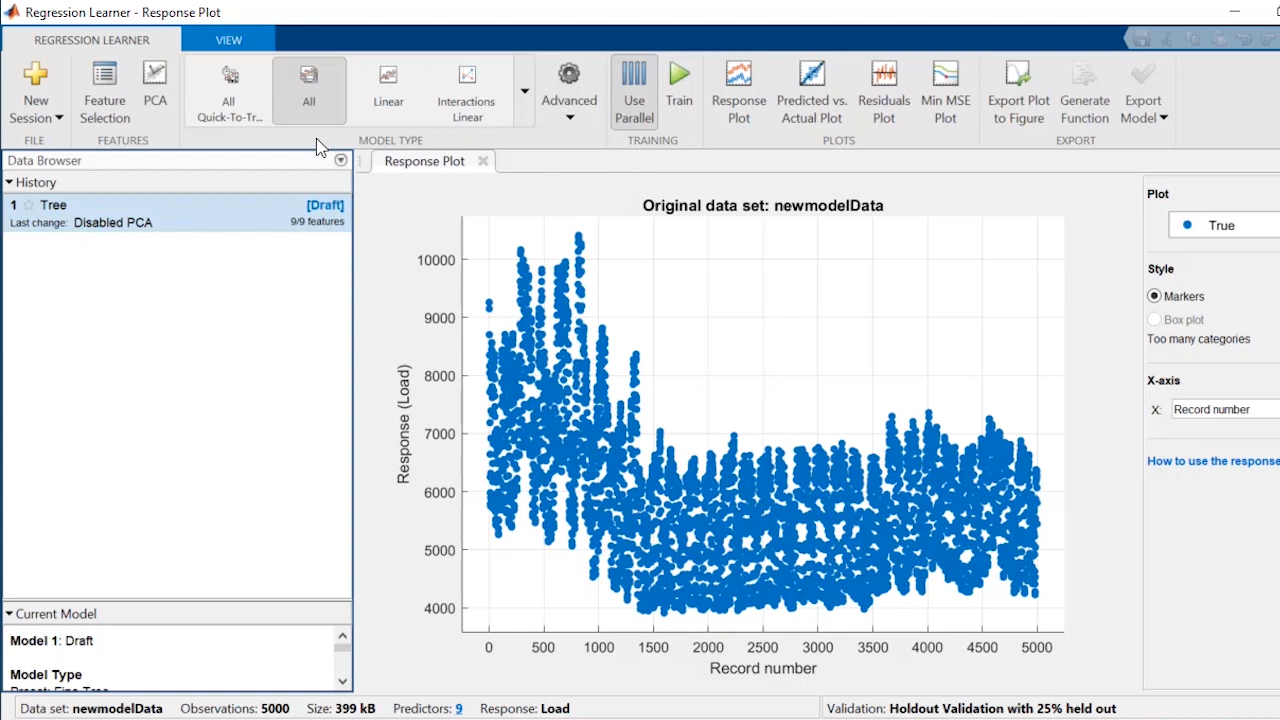 Regression Learner - Response Plot
REGRESSION LEARNER
VIEW
New
Session
Feature
Selection
PCA
All
Quick-To-Tr...
All
Linear
Interactions
Linear
Advanced
Use
Parallel
Train
Response
Plot
Predicted vs.
Actual Plot
Residuals
Plot
Min MSE
Plot
Export Plot
to Figure
Generate
Function
Export
Model
FILE
FEATURES
MODEL TYPE
TRAINING
PLOTS
EXPORT
Data Browser
History
1 Tree [Draft]
Last change: Disabled PCA 9/9 features
Current Model
Model 1: Draft
Model Type
Preset: Fine Tree
Response Plot
Original data set: newmodelData
Response (Load)
10000
9000
8000
7000
6000
5000
4000
0 500 1000 1500 2000 2500 3000 3500 4000 4500 5000
Record number
Plot
True
Style
Markers
Box plot
Too many categories
X-axis
X: Record number
How to use the response
Data set: newmodelData Observations: 5000 Size: 399 kB Predictors: 9 Response: Load Validation: Holdout Validation with 25% held out